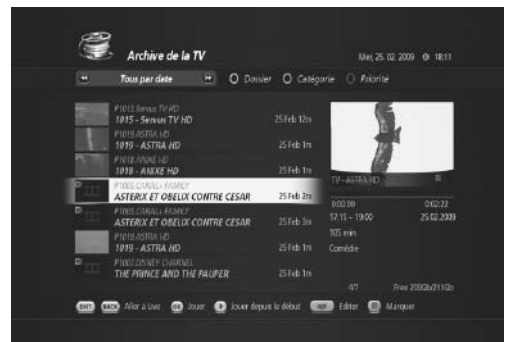 Archive de la TV
Mer, 25. 02. 2009 18:11
Tous par date Dossier Catégorie Priorité
P1015 Servus TV HD
1015 - Servus TV HD 25 Feb 12m
P1019 ASTRA HD
1019 - ASTRA HD 25 Feb 1m
P1018 ANIXE HD
1018 - ANIXE HD 25 Feb 1m
P1005 CANAL+ FAMILY
ASTERIX ET OBELIX CONTRE CESAR 25 Feb 2m
P1005 CANAL+ FAMILY
ASTERIX ET OBELIX CONTRE CESAR 25 Feb 3m
P1019 ASTRA HD
1019 - ASTRA HD 25 Feb 1m
P1007 DISNEY CHANNEL
THE PRINCE AND THE PAUPER 25 Feb 1m
TV - ASTRA HD
0:00:00 0:02:22
17:15 - 19:00 25.02.2009
105 min
Comédie
4/7 Free
EXIT BACK Aller à Live OK Jouer Jouer depuis le début Editer Marquer